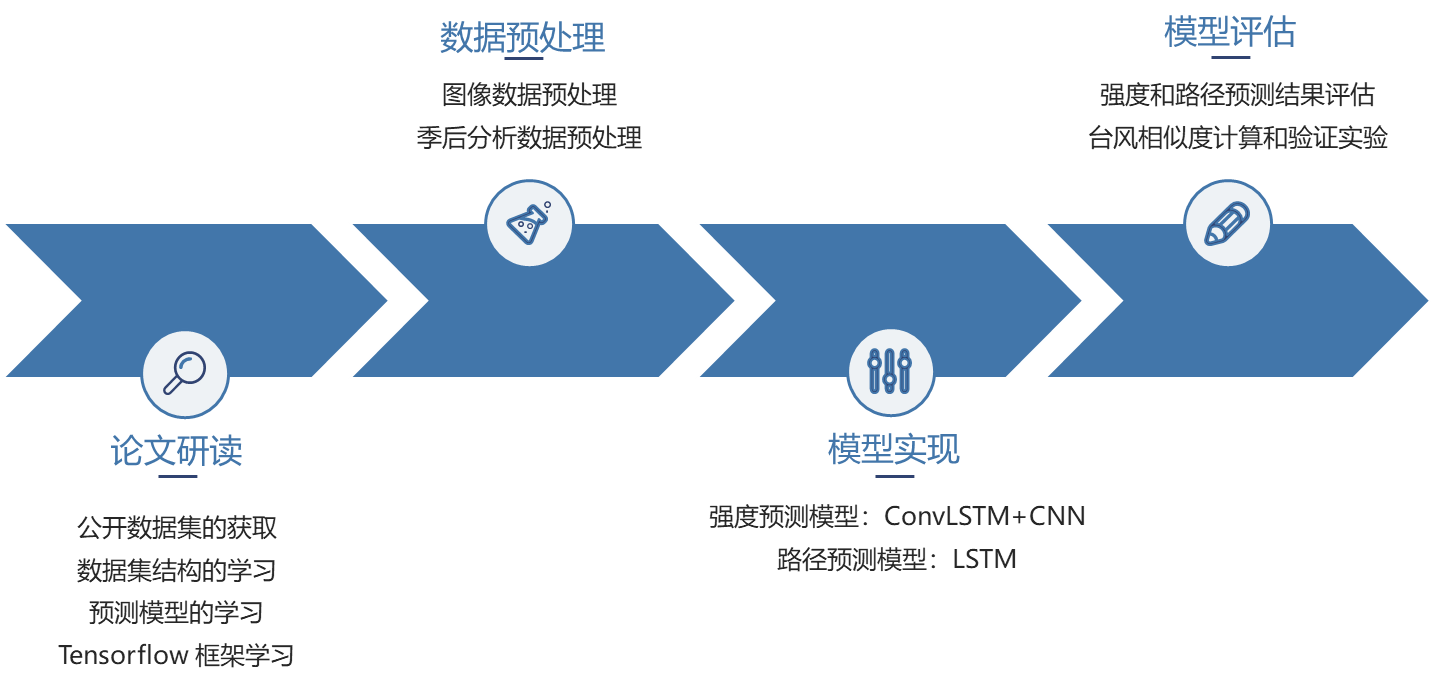 论文研读
公开数据集的获取
数据集结构的学习
预测模型的学习
Tensorflow 框架学习
数据预处理
图像数据预处理
季后分析数据预处理
模型实现
强度预测模型：ConvLSTM+CNN
路径预测模型：LSTM
模型评估
强度和路径预测结果评估
台风相似度计算和验证实验